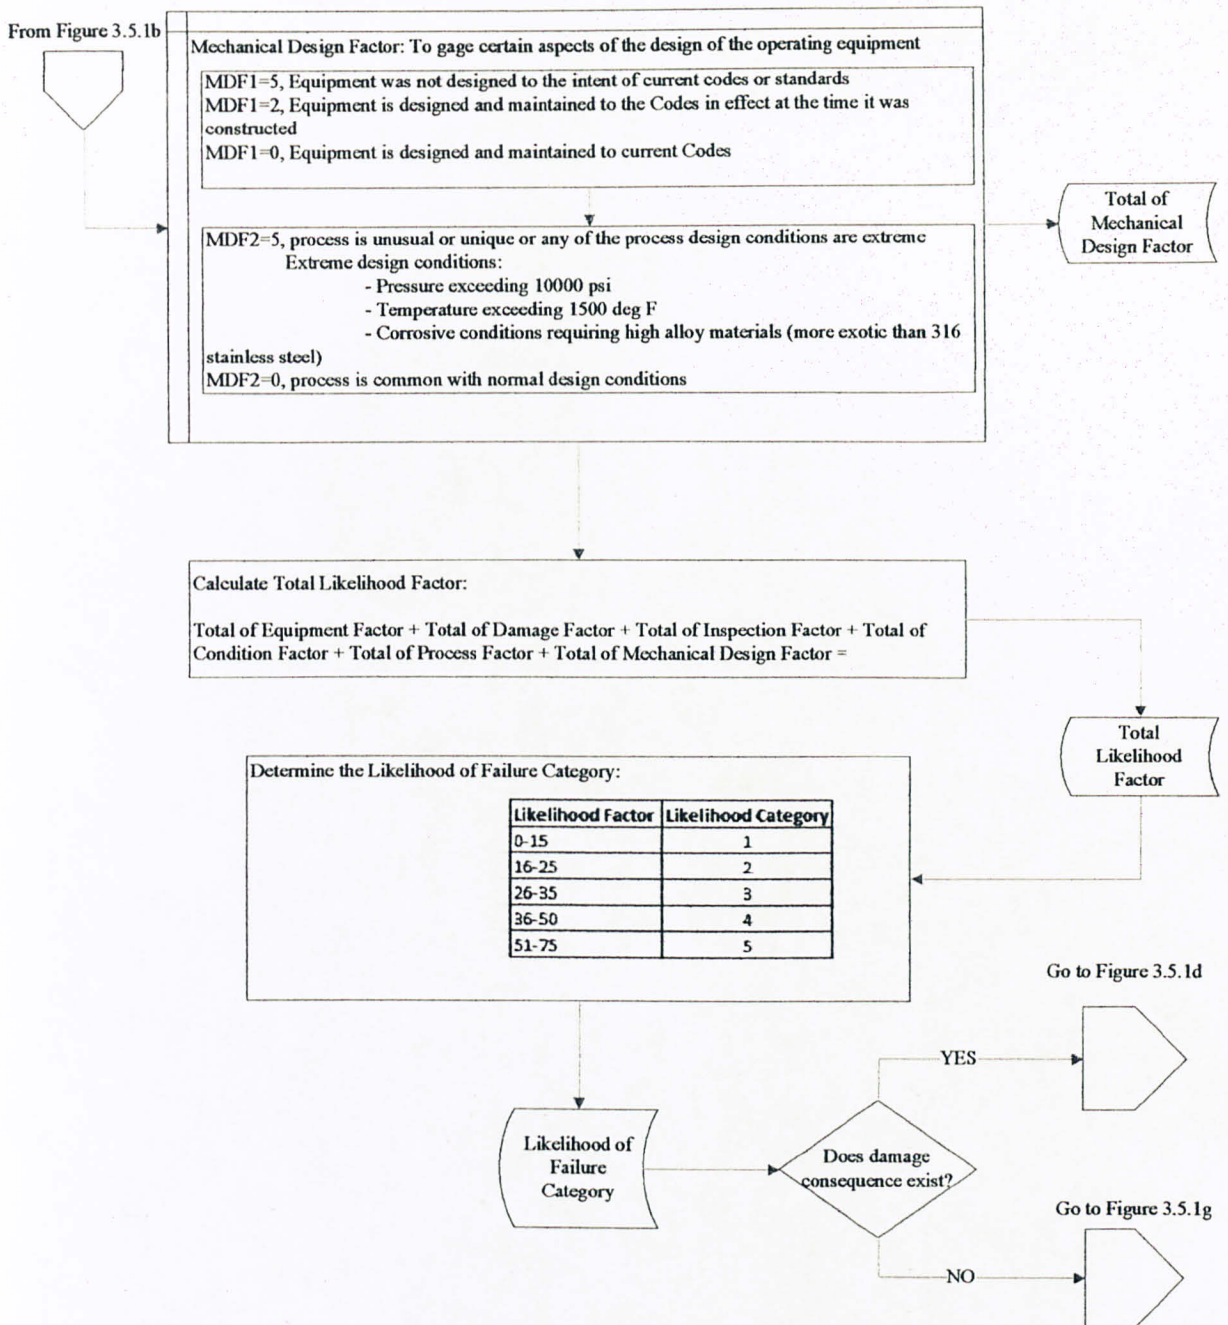 From Figure 3.5.1b
Mechanical Design Factor: To gage certain aspects of the design of the operating equipment
MDF1=5, Equipment was not designed to the intent of current codes or standards
MDF1=2, Equipment is designed and maintained to the Codes in effect at the time it was
constructed
MDF1=0, Equipment is designed and maintained to current Codes
Total of
Mechanical
Design Factor
MDF2=5, process is unusual or unique or any of the process design conditions are extreme
Extreme design conditions:
- Pressure exceeding 10000 psi
- Temperature exceeding 1500 deg F
- Corrosive conditions requiring high alloy materials (more exotic than 316
stainless steel)
MDF2=0, process is common with normal design conditions
Calculate Total Likelihood Factor:
Total of Equipment Factor + Total of Damage Factor + Total of Inspection Factor + Total of
Condition Factor + Total of Process Factor + Total of Mechanical Design Factor =
Total
Likelihood
Factor
Determine the Likelihood of Failure Category:
Likelihood Factor Likelihood Category
0-15 1
16-25 2
26-35 3
36-50 4
51-75 5
Go to Figure 3.5.1d
YES
Likelihood of
Failure
Category
Does damage
consequence exist?
Go to Figure 3.5.1g
NO